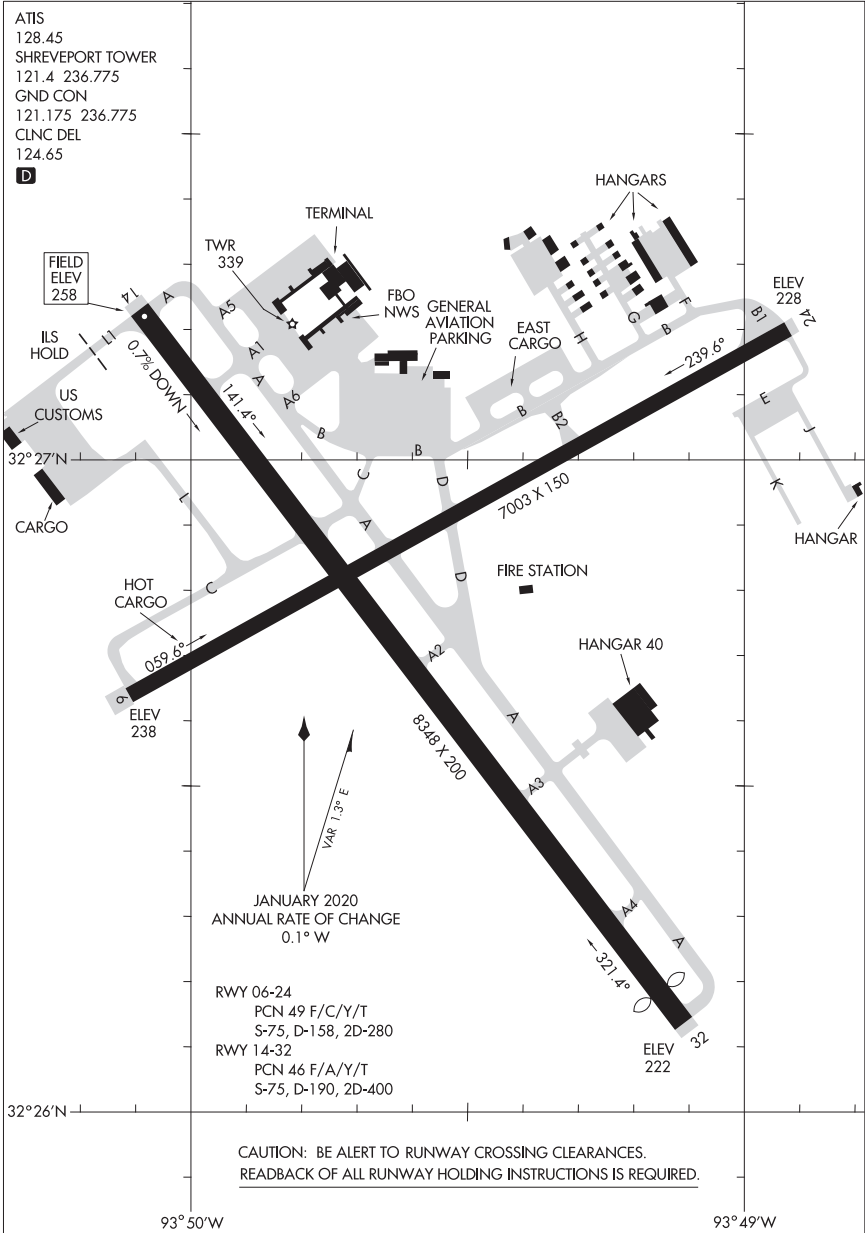 ATIS
128.45
SHREVEPORT TOWER
121.4 236.775
GND CON
121.175 236.775
CLNC DEL
124.65
D
HANGARS
TERMINAL
TWR
339
FIELD
ELEV
258
14
A
A5
FBO
NWS
GENERAL
AVIATION
PARKING
EAST
CARGO
ELEV
228
F
G
B
H
B1
24
ILS
HOLD
L1
0.7% DOWN
141.4°
A1
A
A6
B
239.6°
US
CUSTOMS
B
B2
E
J
K
32°27'N
B
C
D
L
CARGO
7003 X 150
HANGAR
A
HOT
CARGO
C
D
FIRE STATION
059.6°
A2
HANGAR 40
6
ELEV
238
A
8348 X 200
A3
VAR 1.3° E
JANUARY 2020
ANNUAL RATE OF CHANGE
0.1° W
A4
A
321.4°
RWY 06-24
PCN 49 F/C/Y/T
S-75, D-158, 2D-280
RWY 14-32
PCN 46 F/A/Y/T
S-75, D-190, 2D-400
32
ELEV
222
32°26'N
CAUTION: BE ALERT TO RUNWAY CROSSING CLEARANCES.
READBACK OF ALL RUNWAY HOLDING INSTRUCTIONS IS REQUIRED.
93°50'W
93°49'W